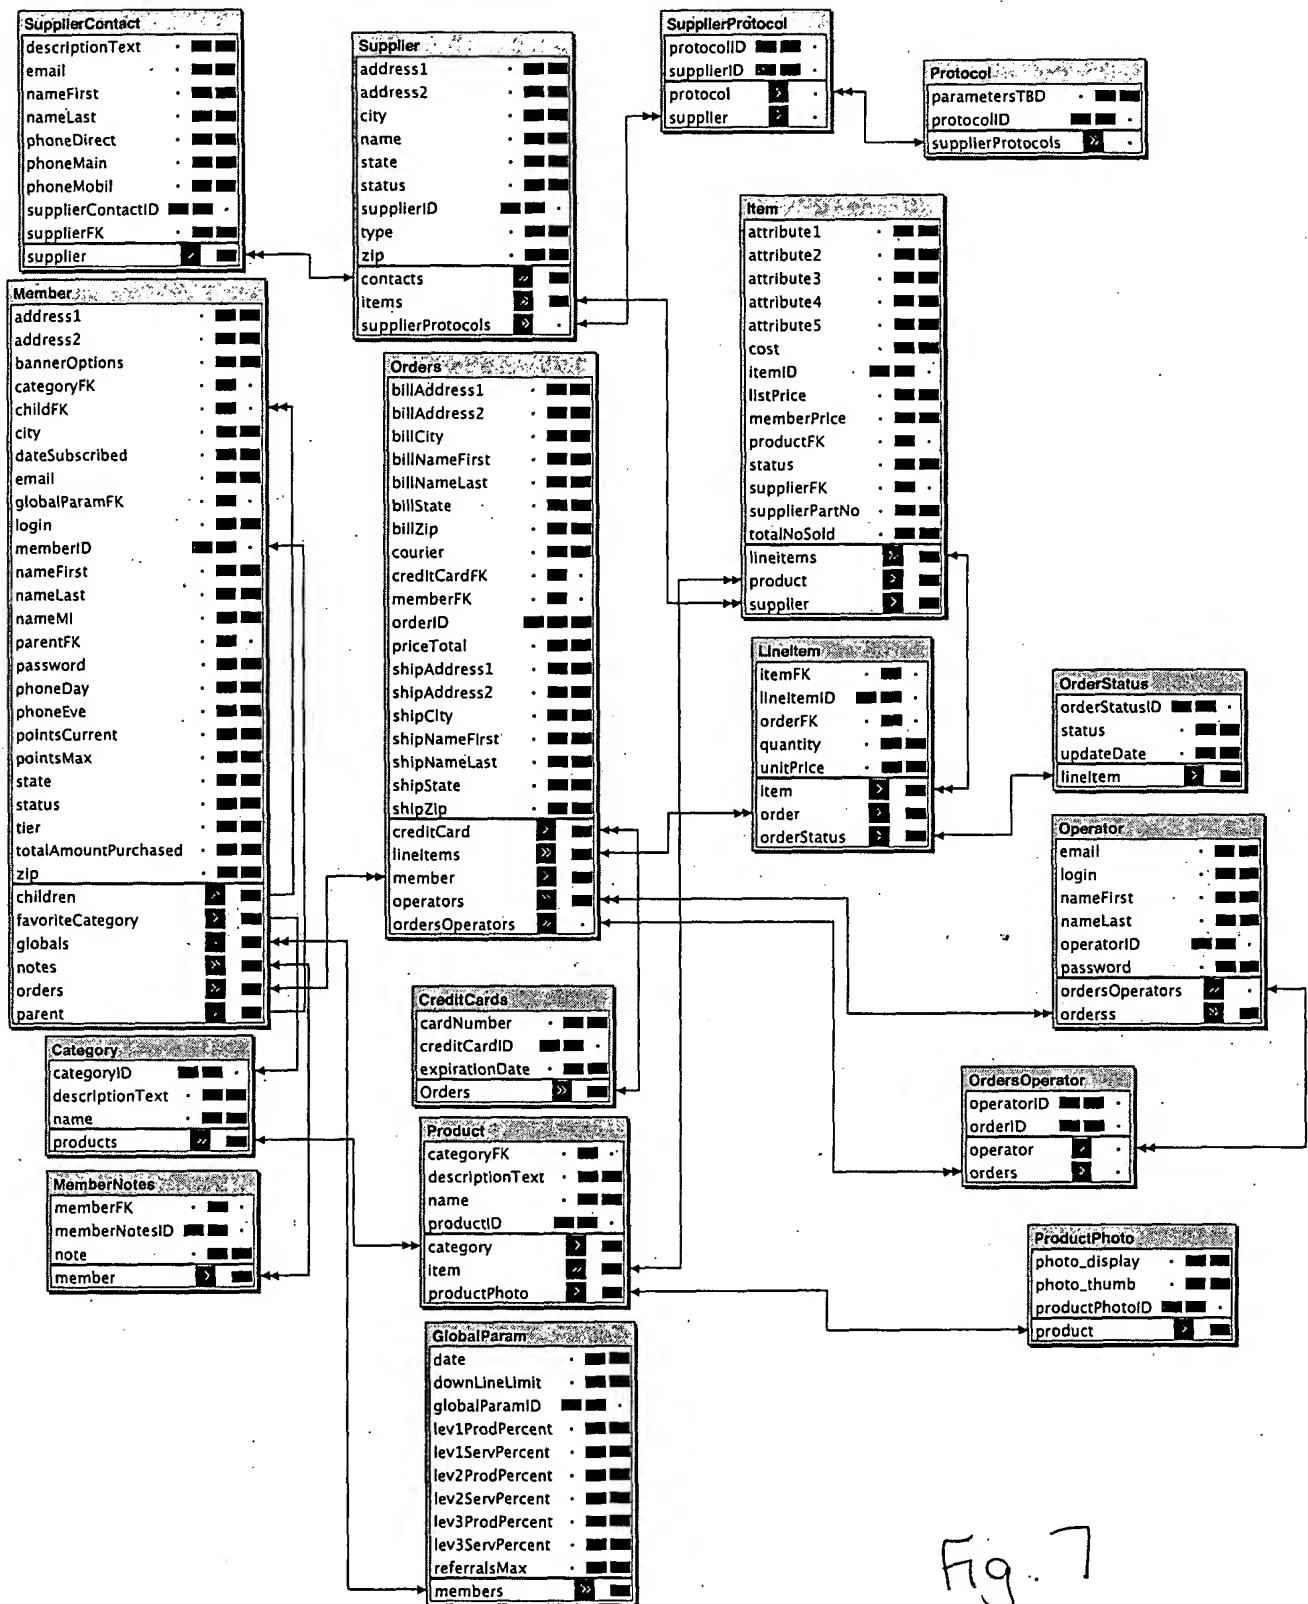 SupplierContact
descriptionText
email
nameFirst
nameLast
phoneDirect
phoneMain
phoneMobil
supplierContactID
supplierFK
supplier
Supplier
address1
address2
city
name
state
status
supplierID
type
zip
contacts
items
supplierProtocols
SupplierProtocol
protocolID
supplierID
protocol
supplier
Protocol
parametersTBD
protocolID
supplierProtocols
Member
address1
address2
bannerOptions
categoryFK
childFK
city
dateSubscribed
email
globalParamFK
login
memberID
nameFirst
nameLast
nameMI
parentFK
password
phoneDay
phoneEve
pointsCurrent
pointsMax
state
status
tier
totalAmountPurchased
zip
children
favoriteCategory
globals
notes
orders
parent
Orders
billAddress1
billAddress2
billCity
billNameFirst
billNameLast
billState
billZip
courier
creditCardFK
memberFK
orderID
priceTotal
shipAddress1
shipAddress2
shipCity
shipNameFirst
shipNameLast
shipState
shipZip
creditCard
lineItems
member
operators
ordersOperators
Item
attribute1
attribute2
attribute3
attribute4
attribute5
cost
itemID
listPrice
memberPrice
productFK
status
supplierFK
supplierPartNo
totalNoSold
lineitems
product
supplier
LineItem
itemFK
lineItemID
orderFK
quantity
unitPrice
item
order
orderStatus
OrderStatus
orderStatusID
status
updateDate
lineItem
Operator
email
login
nameFirst
nameLast
operatorID
password
ordersOperators
orderss
Category
categoryID
descriptionText
name
products
CreditCards
cardNumber
creditCardID
expirationDate
Orders
OrdersOperator
operatorID
orderID
operator
orders
MemberNotes
memberFK
memberNotesID
note
member
Product
categoryFK
descriptionText
name
productID
category
item
productPhoto
ProductPhoto
photo_display
photo_thumb
productPhotoID
product
GlobalParam
date
downLineLimit
globalParamID
lev1ProdPercent
lev1ServPercent
lev2ProdPercent
lev2ServPercent
lev3ProdPercent
lev3ServPercent
referralsMax
members
Fig. 7